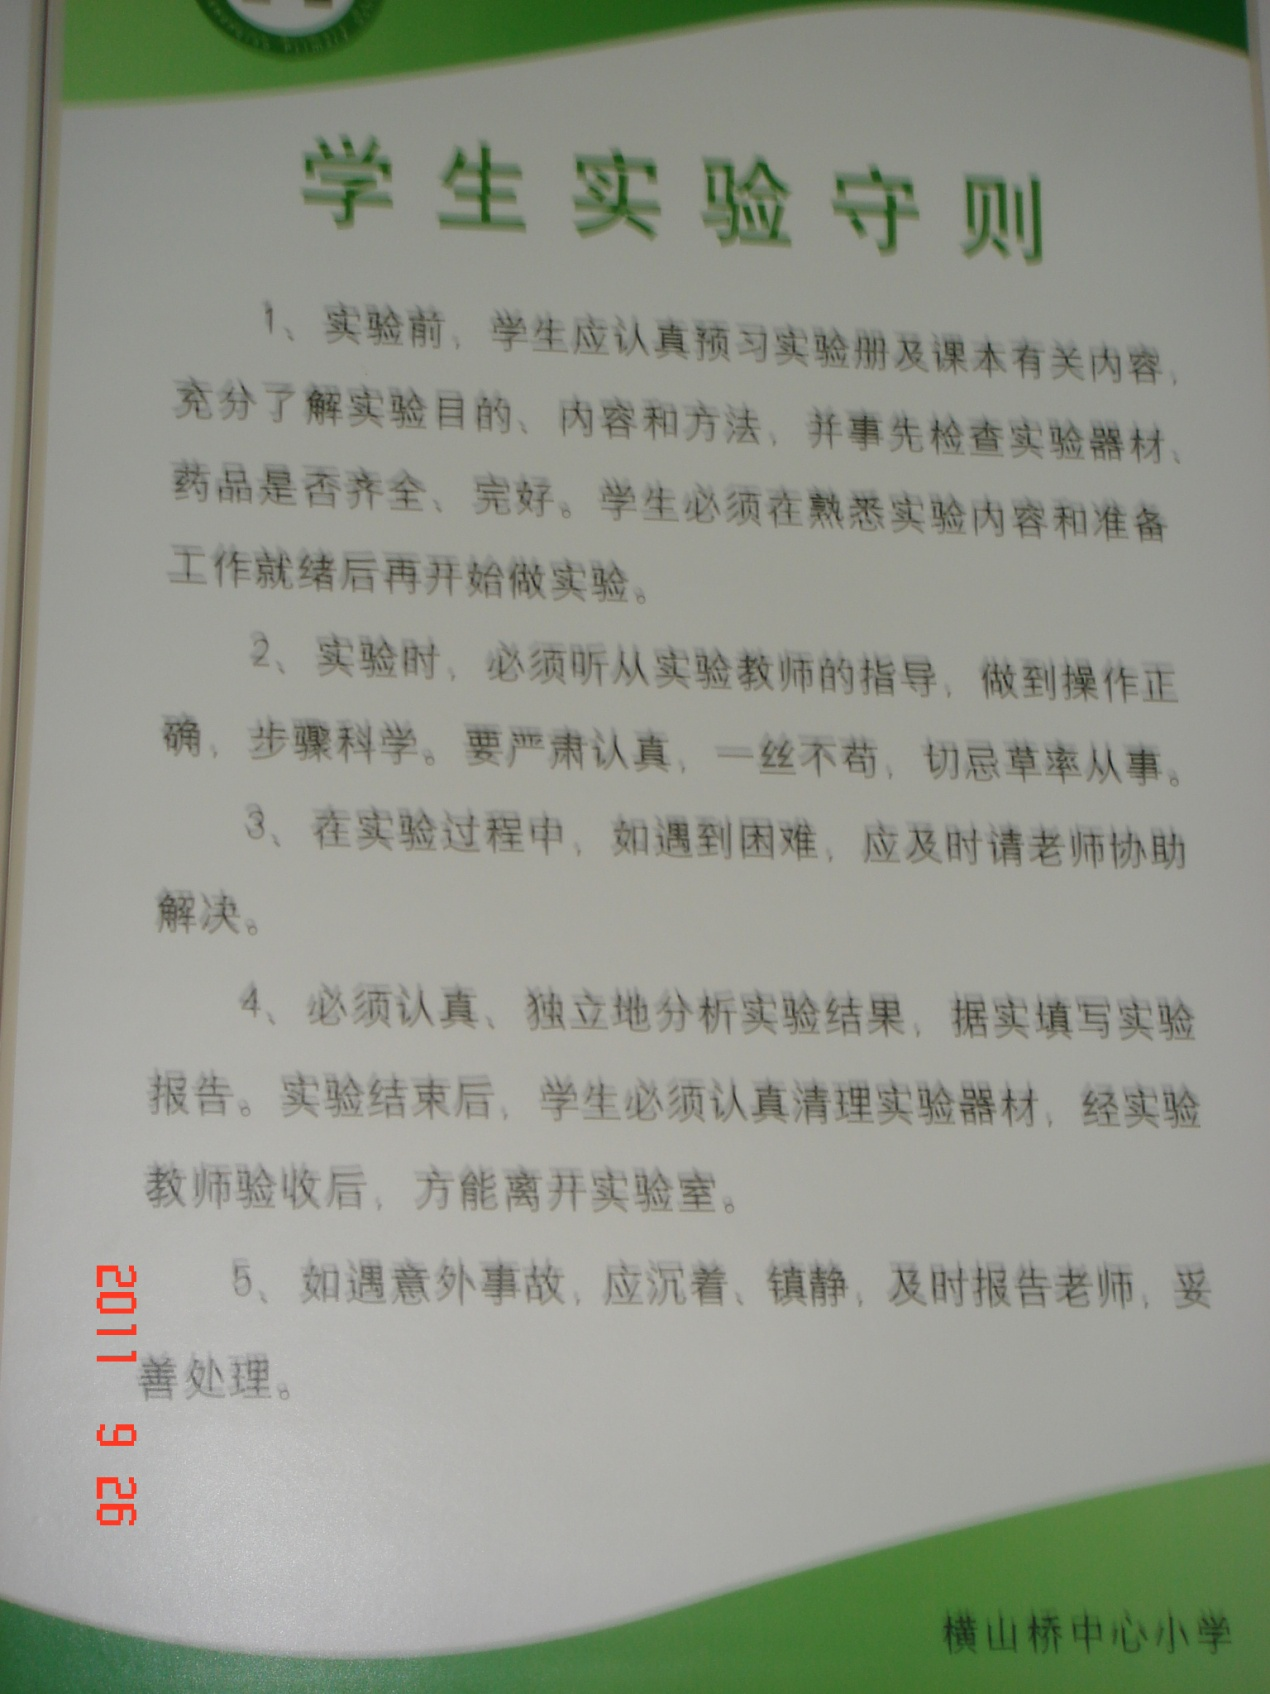 学生实验守则
1、实验前，学生应认真预习实验册及课本有关内容，
充分了解实验目的、内容和方法，并事先检查实验器材、
药品是否齐全、完好。学生必须在熟悉实验内容和准备
工作就绪后再开始做实验。
2、实验时，必须听从实验教师的指导，做到操作正
确，步骤科学。要严肃认真，一丝不苟，切忌草率从事。
3、在实验过程中，如遇到困难，应及时请老师协助
解决。
4、必须认真、独立地分析实验结果，据实填写实验
报告。实验结束后，学生必须认真清理实验器材，经实验
教师验收后，方能离开实验室。
5、如遇意外事故，应沉着、镇静，及时报告老师，妥
善处理。
横山桥中心小学
2011 9 26